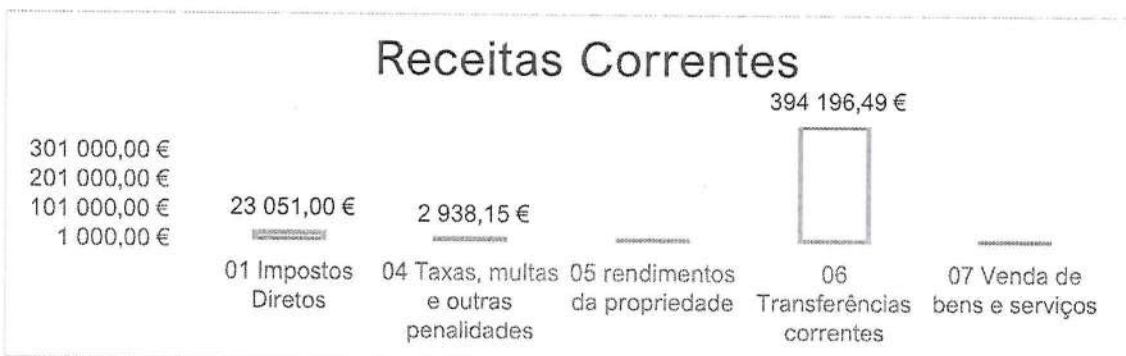 Receitas Correntes
394 196,49 €
301 000,00 €
201 000,00 €
101 000,00 €
1 000,00 €
23 051,00 €
2 938,15 €
01 Impostos
Diretos
04 Taxas, multas
e outras
penalidades
05 rendimentos
da propriedade
06
Transferências
correntes
07 Venda de
bens e serviços